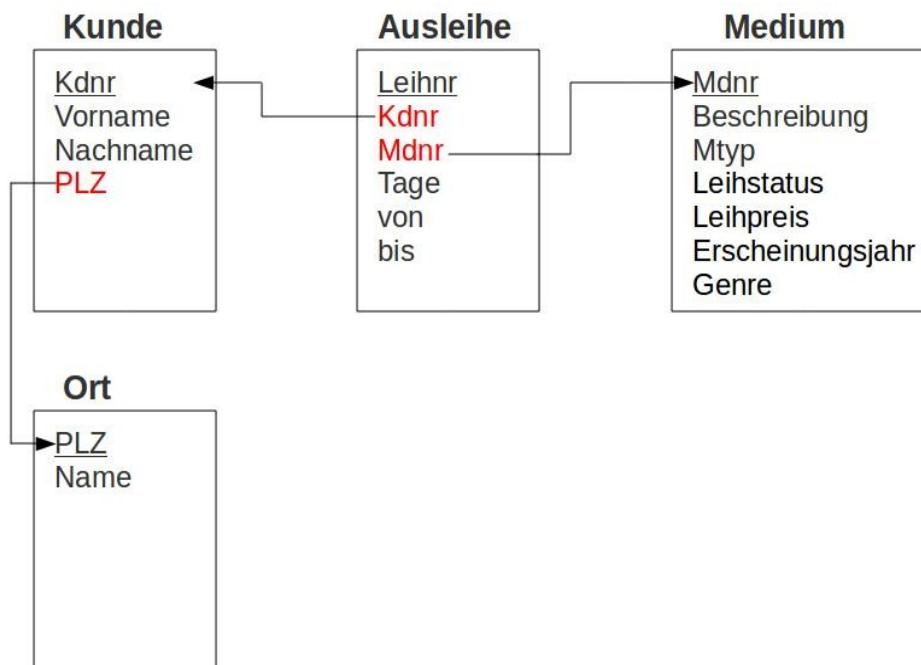 Kunde
Kdnr
Vorname
Nachname
PLZ
Ausleihe
Leihnr
Kdnr
Mdnr
Tage
von
bis
Medium
Mdnr
Beschreibung
Mtyp
Leihstatus
Leihpreis
Erscheinungsjahr
Genre
Ort
PLZ
Name